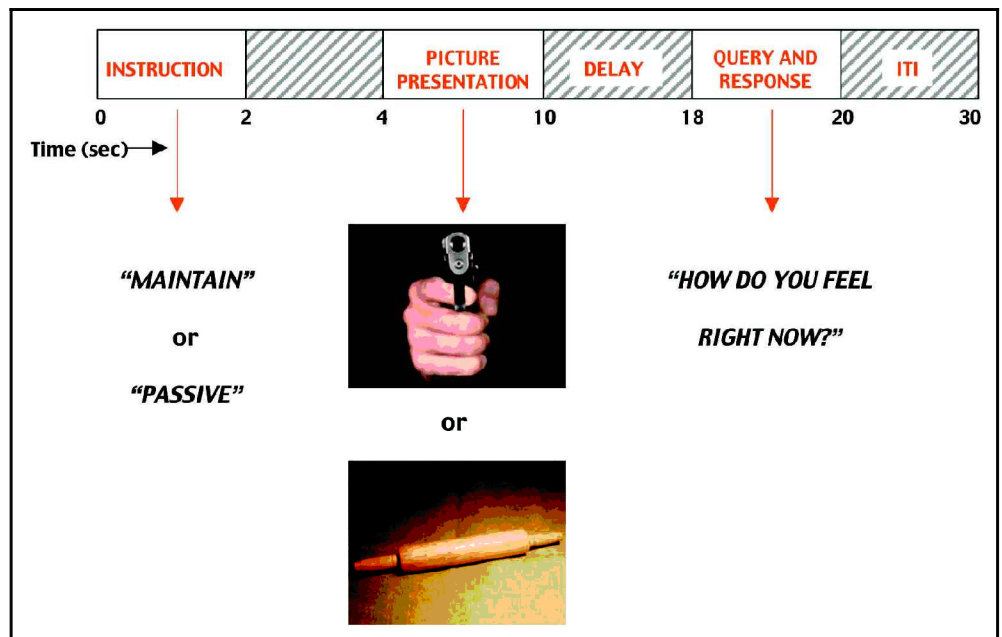 INSTRUCTION
PICTURE
PRESENTATION
DELAY
QUERY AND
RESPONSE
ITI
0 2 4 10 18 20 30
Time (sec)
“MAINTAIN”
or
“PASSIVE”
or
“HOW DO YOU FEEL
RIGHT NOW?”